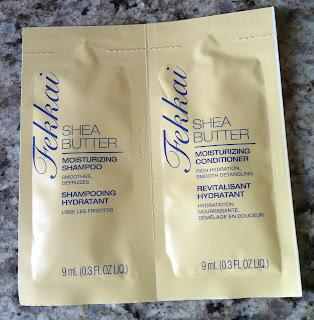 Fekkai
SHEA
BUTTER
MOISTURIZING
SHAMPOO
SMOOTHES,
DEFRIZZES
SHAMPOOING
HYDRATANT
LISSE LES FRISOTTIS
9 mL (0.3 FL.OZ LIQ.)
Fekkai
SHEA
BUTTER
MOISTURIZING
CONDITIONER
RICH HYDRATION,
SMOOTH DETANGLING
REVITALISANT
HYDRATANT
HYDRATATION
NOURRISSANTE,
DÉMÊLAGE EN DOUCEUR
9 mL (0.3 FL.OZ LIQ.)